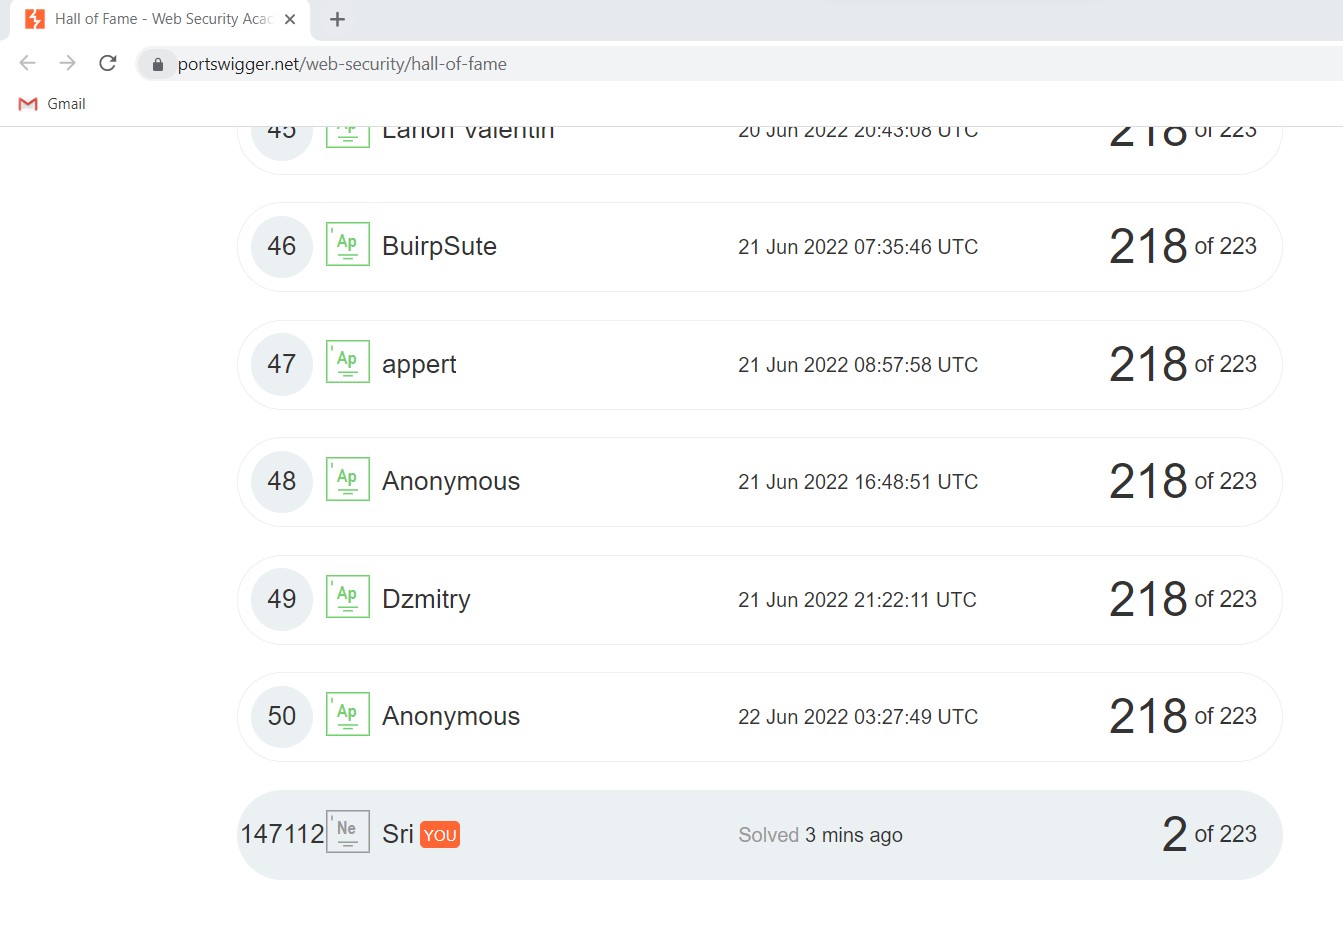 Hall of Fame - Web Security Aca
portswigger.net/web-security/hall-of-fame
Gmail
45 Ap Larion Valentin 20 Jun 2022 20:43:08 UTC 218 of 223
46 Ap BuirpSute 21 Jun 2022 07:35:46 UTC 218 of 223
47 Ap appert 21 Jun 2022 08:57:58 UTC 218 of 223
48 Ap Anonymous 21 Jun 2022 16:48:51 UTC 218 of 223
49 Ap Dzmitry 21 Jun 2022 21:22:11 UTC 218 of 223
50 Ap Anonymous 22 Jun 2022 03:27:49 UTC 218 of 223
147112 Ne Sri YOU Solved 3 mins ago 2 of 223